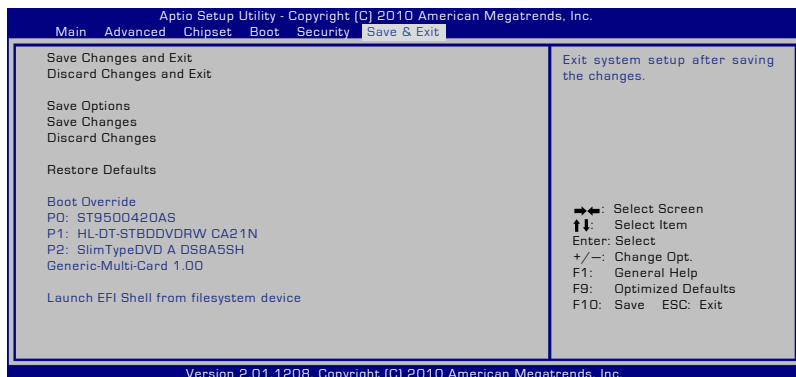 Aptio Setup Utility - Copyright (C) 2010 American Megatrends, Inc.
Main Advanced Chipset Boot Security Save & Exit
Save Changes and Exit
Discard Changes and Exit
Save Options
Save Changes
Discard Changes
Restore Defaults
Boot Override
P0: ST9500420AS
P1: HL-DT-STBDDVDRW CA21N
P2: SlimTypeDVD A DS8A5SH
Generic-Multi-Card 1.00
Launch EFI Shell from filesystem device
Exit system setup after saving
the changes.
→←: Select Screen
↑↓: Select Item
Enter: Select
+/—: Change Opt.
F1: General Help
F9: Optimized Defaults
F10: Save ESC: Exit
Version 2.01.1208. Copyright (C) 2010 American Megatrends, Inc.